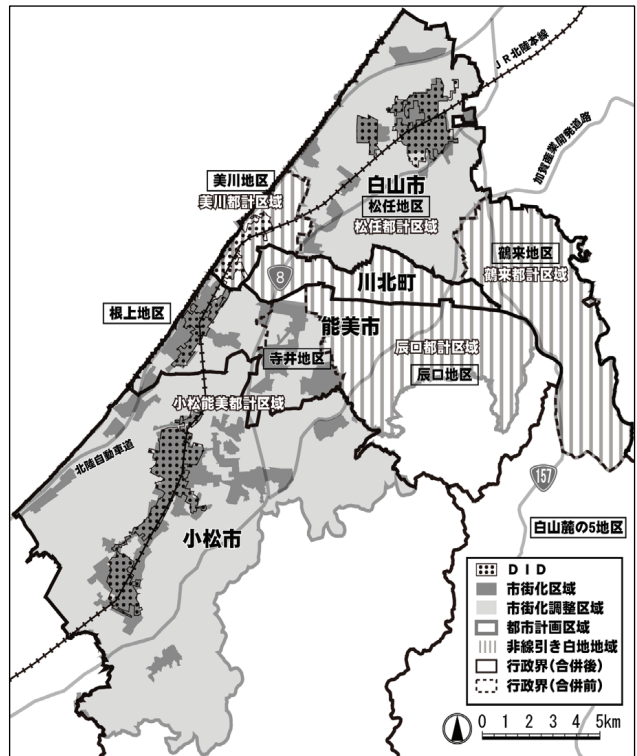 JR北陸本線
加賀産業開発道路
美川地区
美川都計区域
白山市
松任地区
松任都計区域
鶴来地区
鶴来都計区域
8
川北町
根上地区
能美市
辰口都計区域
寺井地区
辰口地区
小松能美都計区域
北陸自動車道
157
小松市
白山麓の5地区
DID
市街化区域
市街化調整区域
都市計画区域
非線引き白地地域
行政界(合併後)
行政界(合併前)
0 1 2 3 4 5km